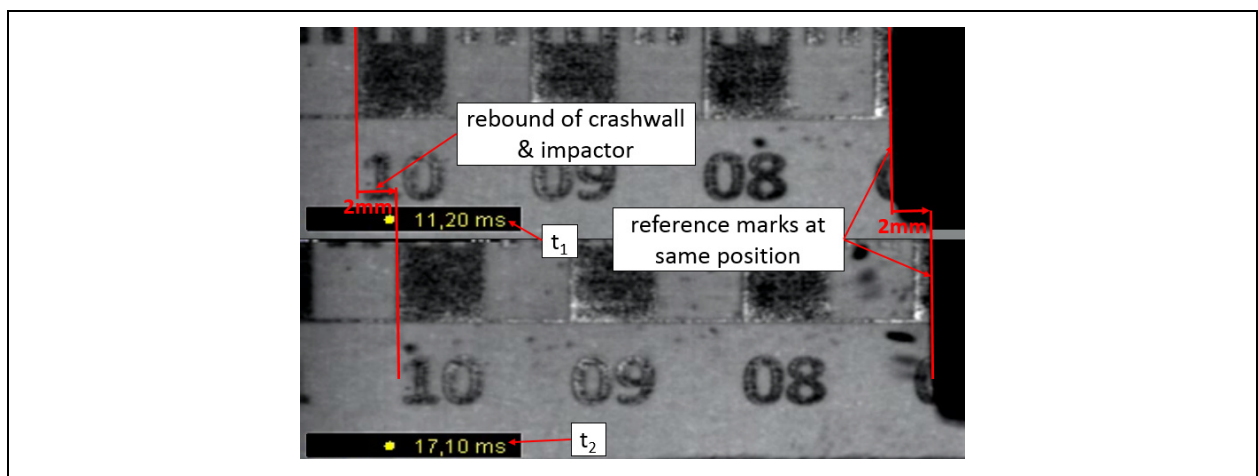 rebound of crashwall
& impactor
10 09 08
2mm
2mm
11,20 ms
t₁
reference marks at
same position
10 09 08
17,10 ms
t₂